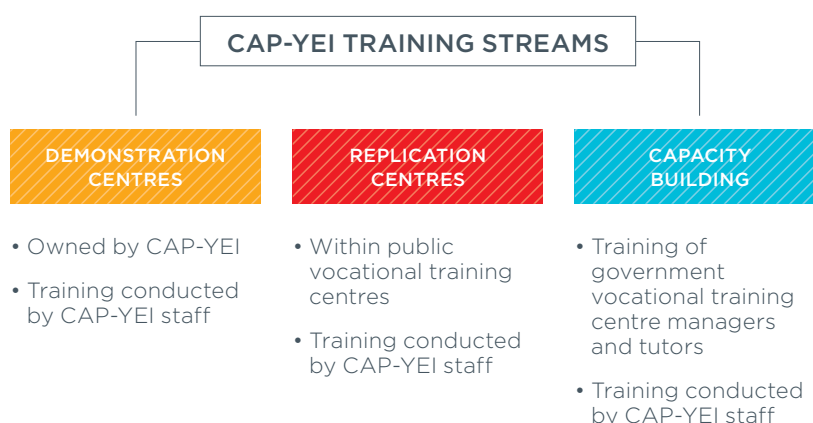 CAP-YEI TRAINING STREAMS
DEMONSTRATION
CENTRES
• Owned by CAP-YEI
• Training conducted
by CAP-YEI staff
REPLICATION
CENTRES
• Within public
vocational training
centres
• Training conducted
by CAP-YEI staff
CAPACITY
BUILDING
• Training of
government
vocational training
centre managers
and tutors
• Training conducted
by CAP-YEI staff